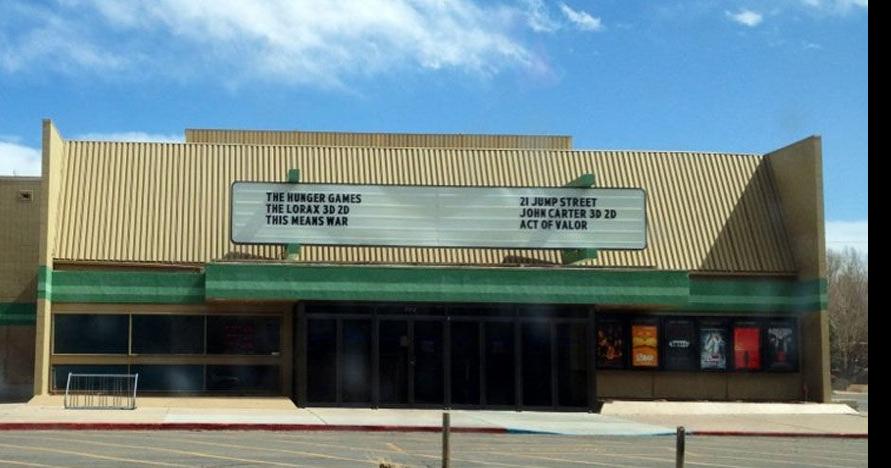 THE HUNGER GAMES
THE LORAX 3D 2D
THIS MEANS WAR
21 JUMP STREET
JOHN CARTER 3D 2D
ACT OF VALOR